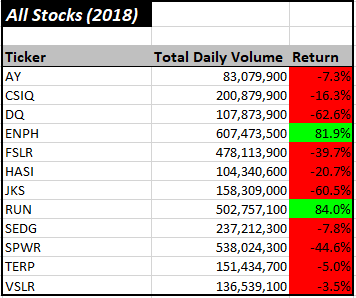 All Stocks (2018)
Ticker Total Daily Volume Return
AY 83,079,900 -7.3%
CSIQ 200,879,900 -16.3%
DQ 107,873,900 -62.6%
ENPH 607,473,500 81.9%
FSLR 478,113,900 -39.7%
HASI 104,340,600 -20.7%
JKS 158,309,000 -60.5%
RUN 502,757,100 84.0%
SEDG 237,212,300 -7.8%
SPWR 538,024,300 -44.6%
TERP 151,434,700 -5.0%
VSLR 136,539,100 -3.5%